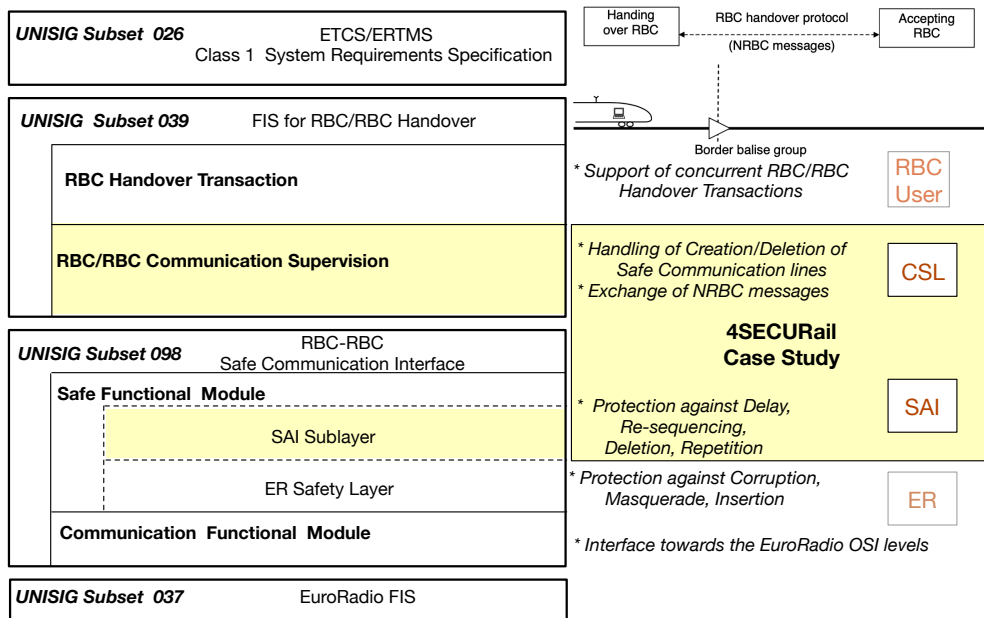 UNISIG Subset 026
ETCS/ERTMS
Class 1 System Requirements Specification
Handing
over RBC
RBC handover protocol
(NRBC messages)
Accepting
RBC
Border balise group
UNISIG Subset 039
FIS for RBC/RBC Handover
RBC Handover Transaction
* Support of concurrent RBC/RBC
Handover Transactions
RBC
User
RBC/RBC Communication Supervision
* Handling of Creation/Deletion of
Safe Communication lines
* Exchange of NRBC messages
CSL
4SECURail
Case Study
UNISIG Subset 098
RBC-RBC
Safe Communication Interface
Safe Functional Module
SAI Sublayer
* Protection against Delay,
Re-sequencing,
Deletion, Repetition
SAI
ER Safety Layer
* Protection against Corruption,
Masquerade, Insertion
ER
Communication Functional Module
* Interface towards the EuroRadio OSI levels
UNISIG Subset 037
EuroRadio FIS